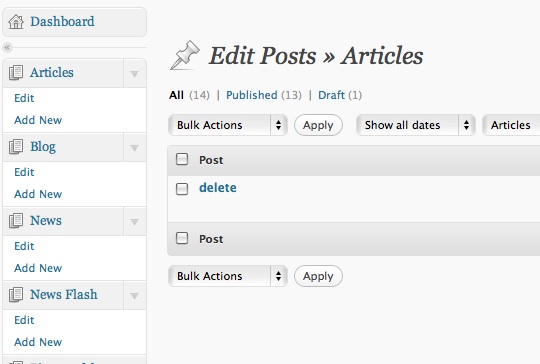 Dashboard
Articles
Edit
Add New
Blog
Edit
Add New
News
Edit
Add New
News Flash
Edit
Add New
Edit Posts » Articles
All (14) | Published (13) | Draft (1)
Bulk Actions Apply Show all dates Articles
Post
delete
Post
Bulk Actions Apply